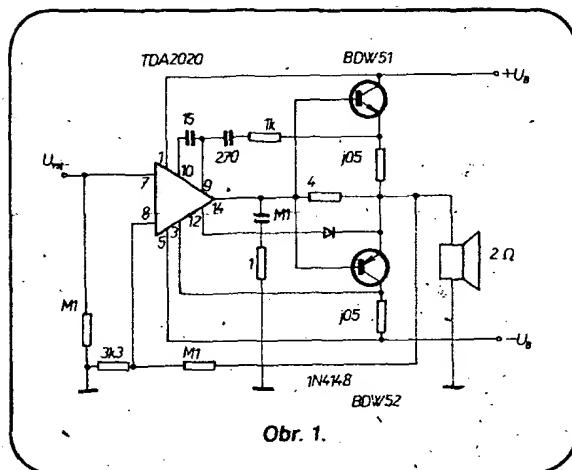 TDA2020
BDW51
+U_B
15
1k
270
1
10
j05
7
9
4
8
14
12
M1
3
5
2 Ω
1
j05
M1
3k3
M1
-U_B
1N4148
BDW52
Obr. 1.